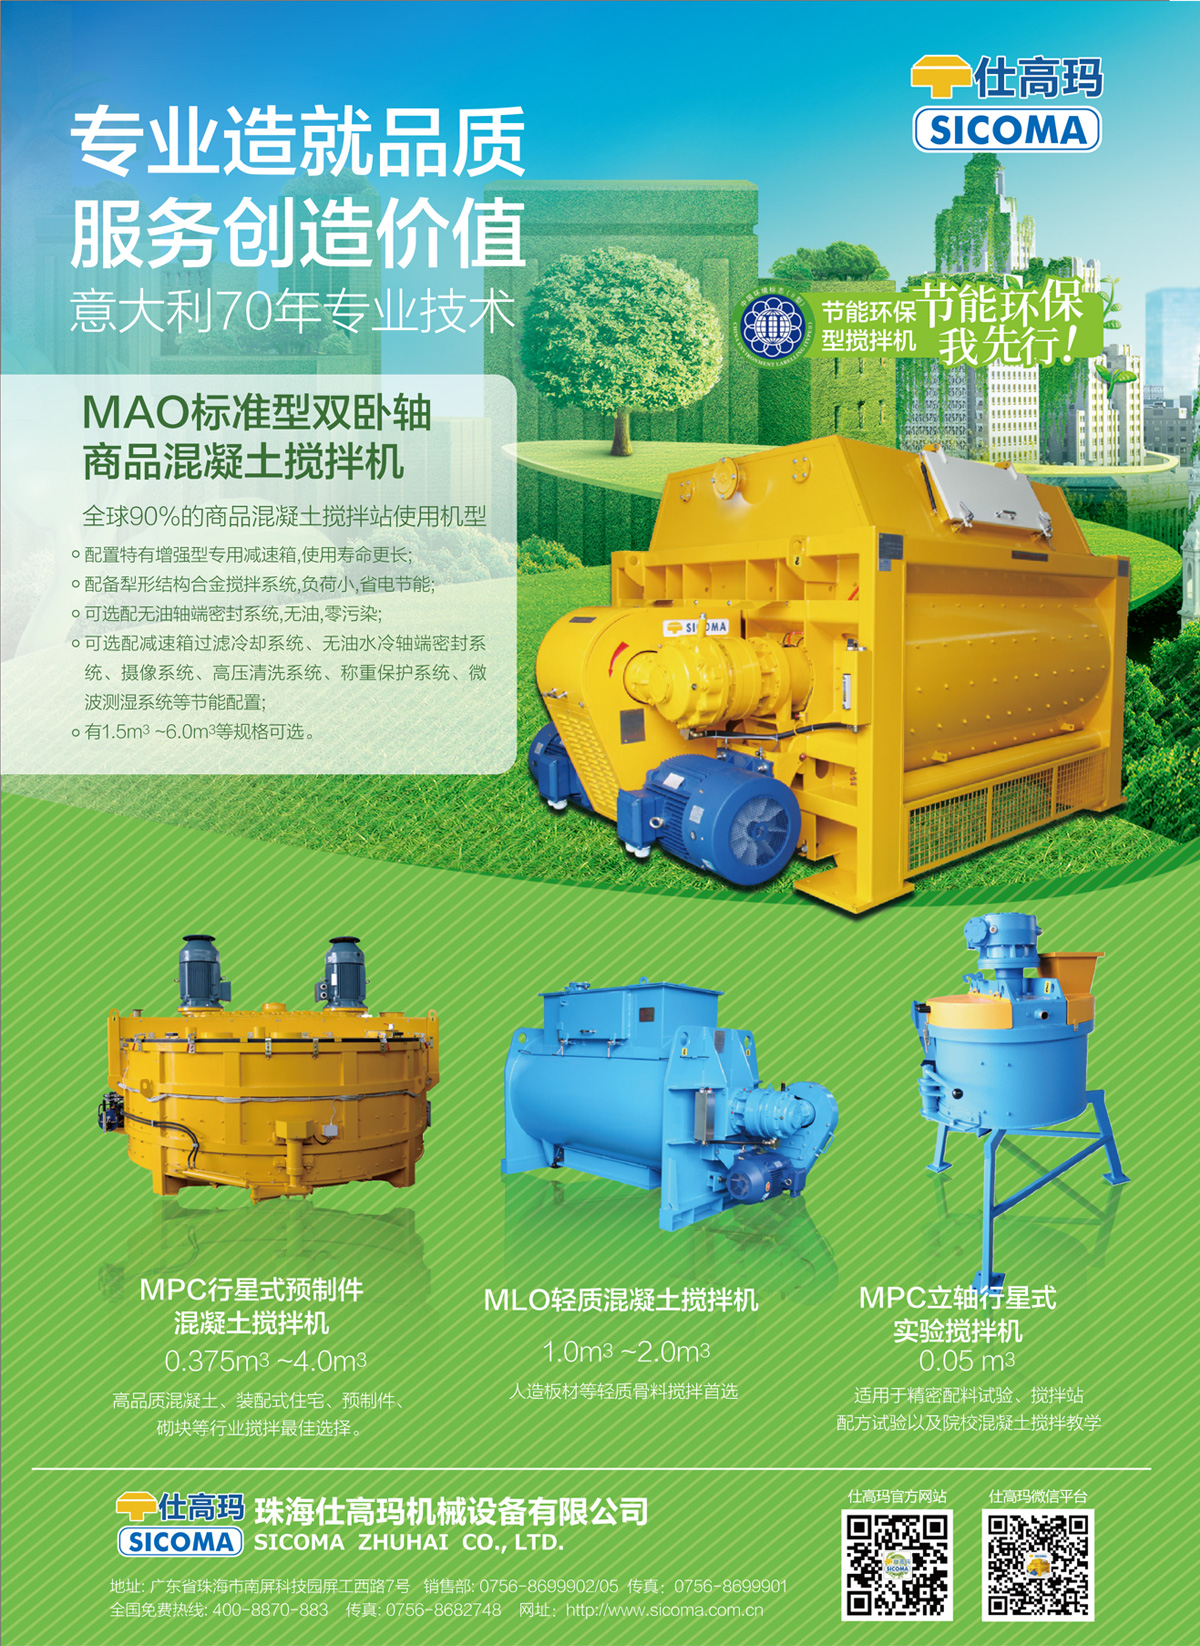 仕高玛
SICOMA
专业造就品质
服务创造价值
意大利70年专业技术
节能环保
型搅拌机
节能环保
我先行!
MAO标准型双卧轴
商品混凝土搅拌机
全球90%的商品混凝土搅拌站使用机型
配置特有增强型专用减速箱,使用寿命更长;
配备犁形结构合金搅拌系统,负荷小,省电节能;
可选配无油轴端密封系统,无油,零污染;
可选配减速箱过滤冷却系统、无油水冷轴端密封系
统、摄像系统、高压清洗系统、称重保护系统、微
波测湿系统等节能配置;
有1.5m³ ~6.0m³等规格可选。
MPC行星式预制件
混凝土搅拌机
0.375m³ ~4.0m³
高品质混凝土、装配式住宅、预制件、
砌块等行业搅拌最佳选择。
MLO轻质混凝土搅拌机
1.0m³ ~2.0m³
人造板材等轻质骨料搅拌首选
MPC立轴行星式
实验搅拌机
0.05 m³
适用于精密配料试验、搅拌站
配方试验以及院校混凝土搅拌教学
仕高玛
SICOMA
珠海仕高玛机械设备有限公司
SICOMA ZHUHAI CO., LTD.
地址: 广东省珠海市南屏科技园屏工西路7号 销售部: 0756-8699902/05 传真: 0756-8699901
全国免费热线: 400-8870-883 传真: 0756-8682748 网址: http://www.sicoma.com.cn
仕高玛官方网站
仕高玛微信平台